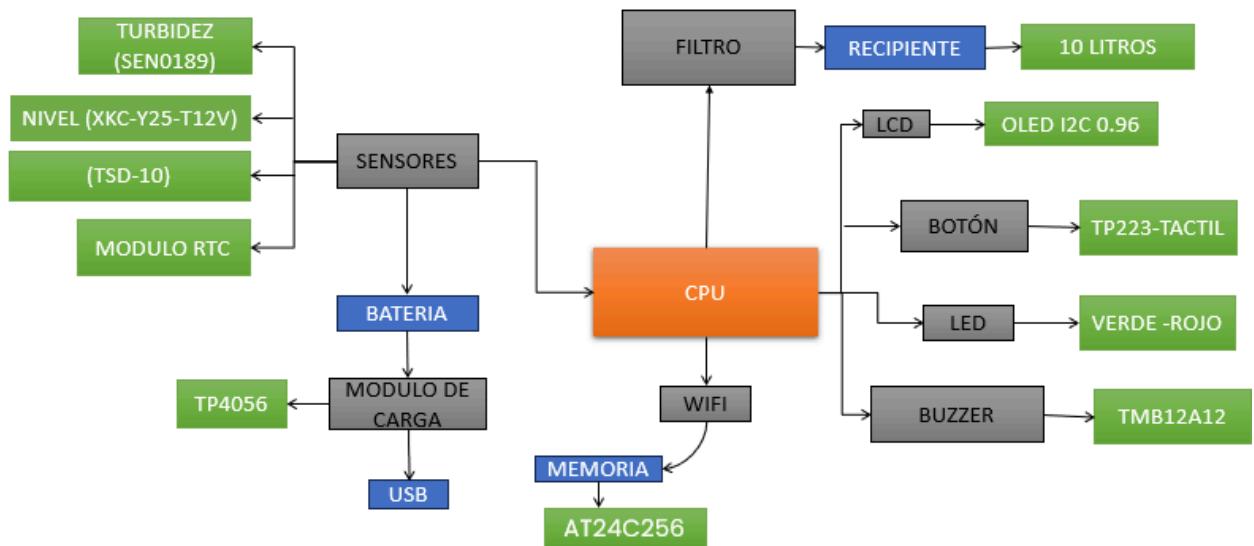 TURBIDEZ
(SEN0189)
NIVEL (XKC-Y25-T12V)
(TSD-10)
MODULO RTC
SENSORES
BATERIA
MODULO DE
CARGA
TP4056
USB
FILTRO
RECIPIENTE
10 LITROS
CPU
WIFI
MEMORIA
AT24C256
LCD
OLED I2C 0.96
BOTÓN
TP223-TACTIL
LED
VERDE -ROJO
BUZZER
TMB12A12